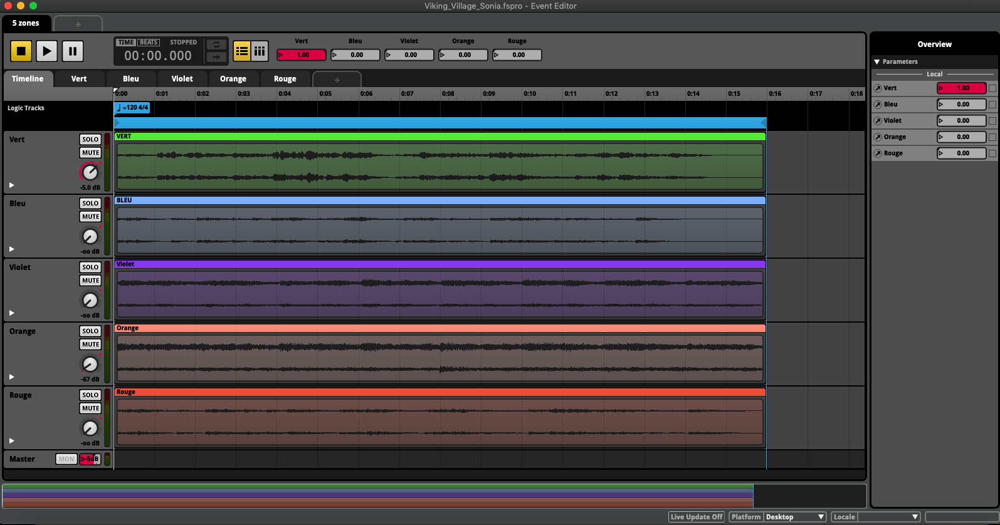 Viking_Village_Sonia.fspro - Event Editor
5 zones
+
TIME BEATS STOPPED
00:00.000
Vert Bleu Violet Orange Rouge
1.00 0.00 0.00 0.00 0.00
Overview
Parameters
Local
Vert 1.00
Bleu 0.00
Violet 0.00
Orange 0.00
Rouge 0.00
Timeline Vert Bleu Violet Orange Rouge +
0:00 0:01 0:02 0:03 0:04 0:05 0:06 0:07 0:08 0:09 0:10 0:11 0:12 0:13 0:14 0:15 0:16 0:17 0:18
Logic Tracks
♩=120 4/4
Vert SOLO
MUTE
-5.0 dB
VERT
Bleu SOLO
MUTE
-oo dB
BLEU
Violet SOLO
MUTE
-oo dB
Violet
Orange SOLO
MUTE
-67 dB
Orange
Rouge SOLO
MUTE
-oo dB
Rouge
Master MON -5dB
Live Update Off Platform Desktop Locale